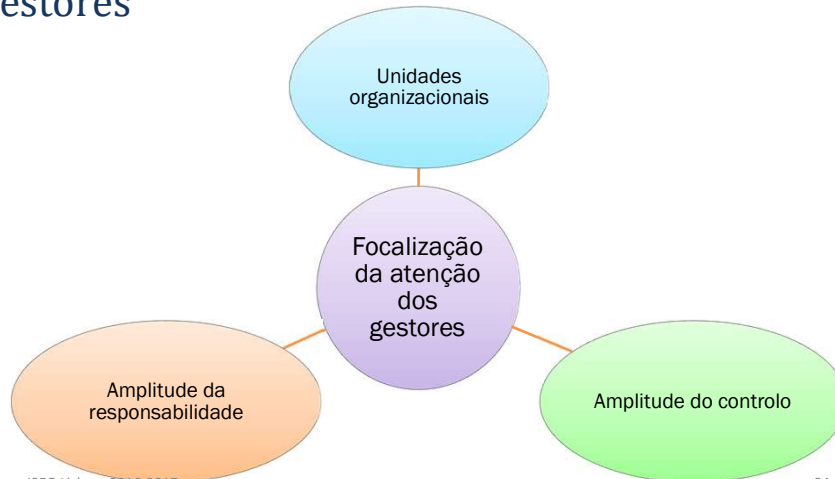 estores
Unidades
organizacionais
Focalização
da atenção
dos
gestores
Amplitude da
responsabilidade
Amplitude do controlo